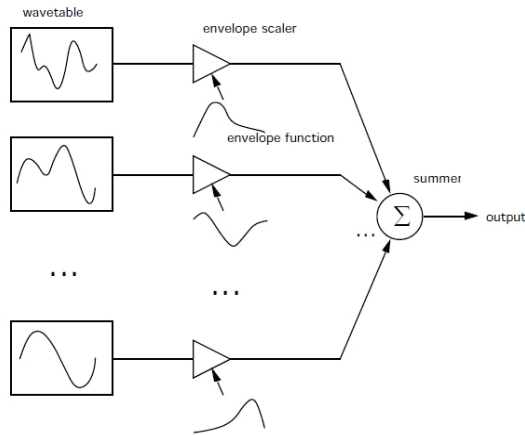 wavetable
envelope scaler
envelope function
summer
Σ
output
...
...
...